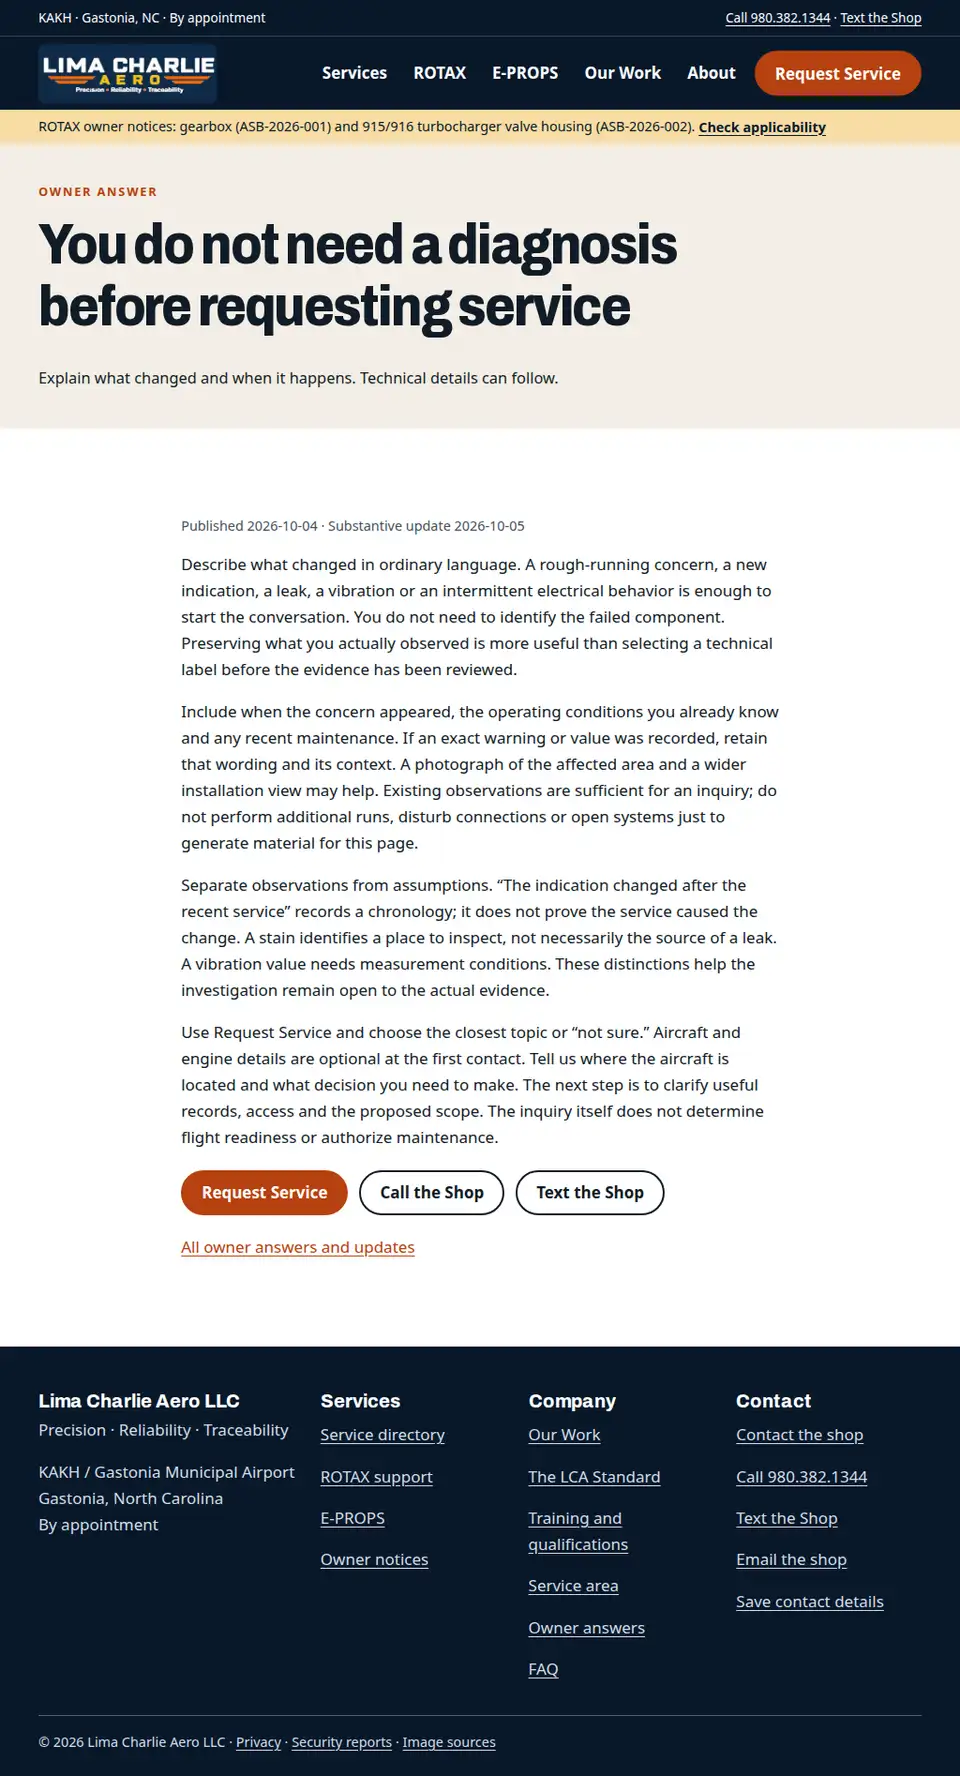 KAKH · Gastonia, NC · By appointment
Call 980.382.1344 · Text the Shop
LIMA CHARLIE
AERO
Precision • Reliability • Traceability
Services ROTAX E-PROPS Our Work About Request Service
ROTAX owner notices: gearbox (ASB-2026-001) and 915/916 turbocharger valve housing (ASB-2026-002). Check applicability
OWNER ANSWER
You do not need a diagnosis
before requesting service
Explain what changed and when it happens. Technical details can follow.
Published 2026-10-04 · Substantive update 2026-10-05
Describe what changed in ordinary language. A rough-running concern, a new
indication, a leak, a vibration or an intermittent electrical behavior is enough to
start the conversation. You do not need to identify the failed component.
Preserving what you actually observed is more useful than selecting a technical
label before the evidence has been reviewed.
Include when the concern appeared, the operating conditions you already know
and any recent maintenance. If an exact warning or value was recorded, retain
that wording and its context. A photograph of the affected area and a wider
installation view may help. Existing observations are sufficient for an inquiry; do
not perform additional runs, disturb connections or open systems just to
generate material for this page.
Separate observations from assumptions. “The indication changed after the
recent service” records a chronology; it does not prove the service caused the
change. A stain identifies a place to inspect, not necessarily the source of a leak.
A vibration value needs measurement conditions. These distinctions help the
investigation remain open to the actual evidence.
Use Request Service and choose the closest topic or “not sure.” Aircraft and
engine details are optional at the first contact. Tell us where the aircraft is
located and what decision you need to make. The next step is to clarify useful
records, access and the proposed scope. The inquiry itself does not determine
flight readiness or authorize maintenance.
Request Service Call the Shop Text the Shop
All owner answers and updates
Lima Charlie Aero LLC
Precision · Reliability · Traceability
KAKH / Gastonia Municipal Airport
Gastonia, North Carolina
By appointment
Services
Service directory
ROTAX support
E-PROPS
Owner notices
Company
Our Work
The LCA Standard
Training and
qualifications
Service area
Owner answers
FAQ
Contact
Contact the shop
Call 980.382.1344
Text the Shop
Email the shop
Save contact details
© 2026 Lima Charlie Aero LLC · Privacy · Security reports · Image sources